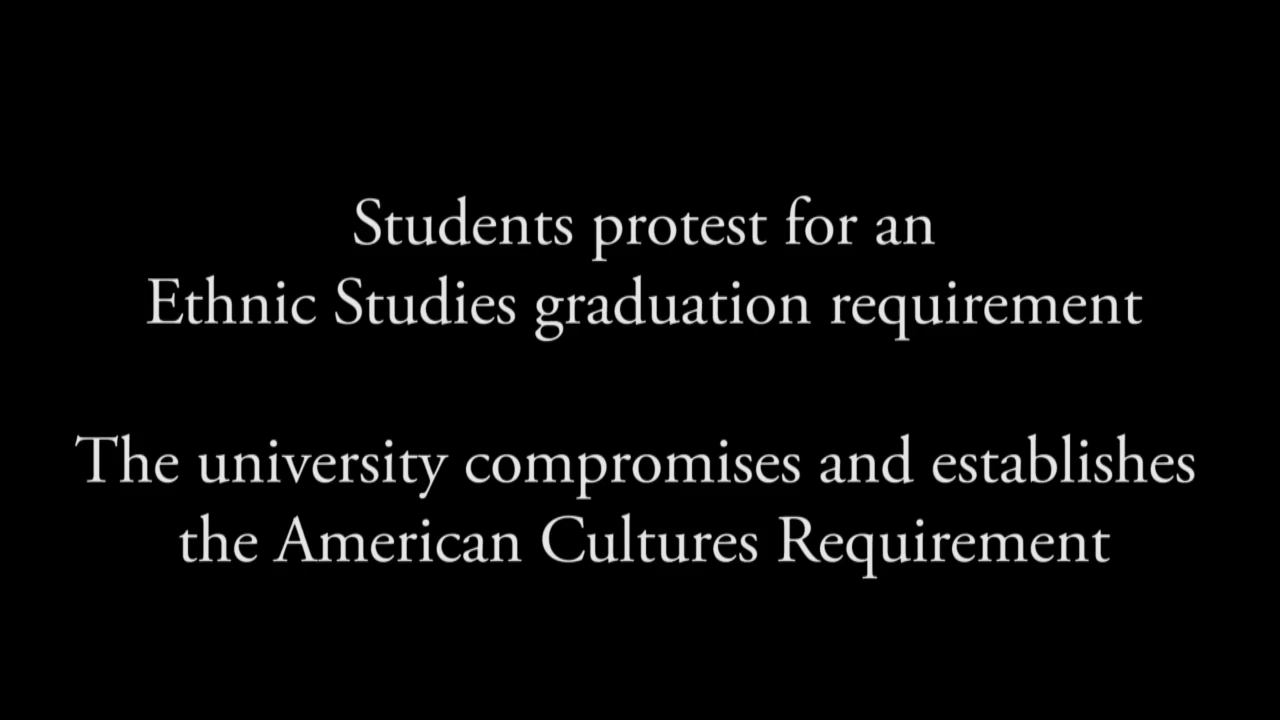 Students protest for an
Ethnic Studies graduation requirement
The university compromises and establishes
the American Cultures Requirement